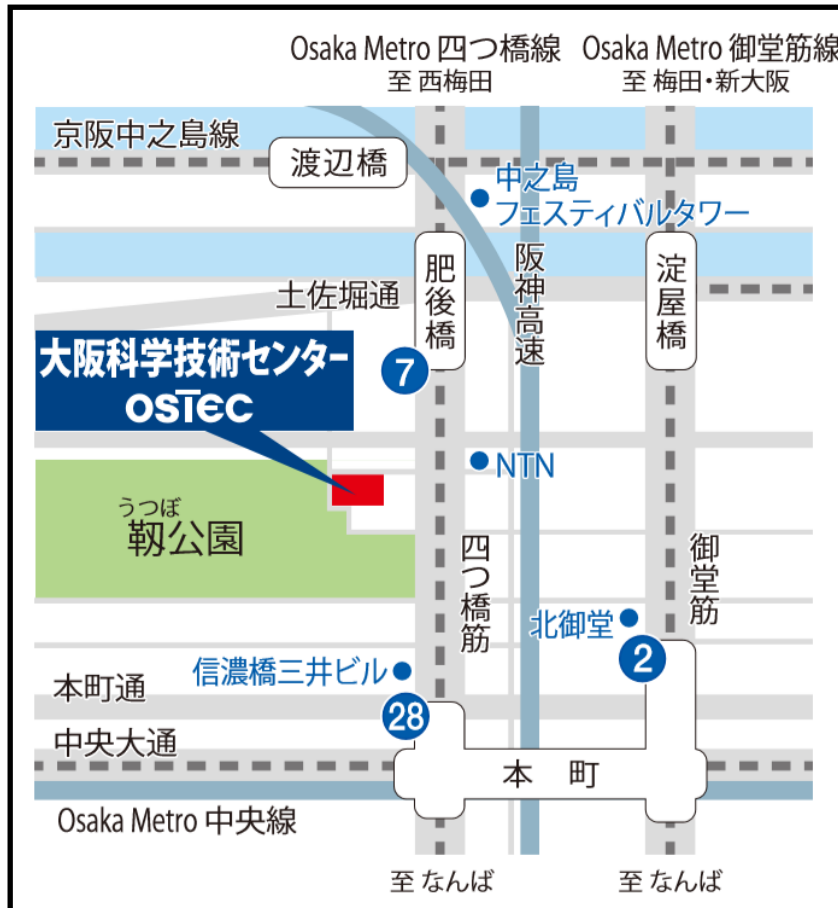 Osaka Metro 四つ橋線
至 西梅田
Osaka Metro 御堂筋線
至 梅田・新大阪
京阪中之島線
渡辺橋
中之島
フェスティバルタワー
肥後橋
阪神高速
淀屋橋
土佐堀通
大阪科学技術センター
OSTEC
7
NTN
うつぼ
靱公園
四つ橋筋
御堂筋
北御堂
2
信濃橋三井ビル
本町通
28
中央大通
本町
Osaka Metro 中央線
至 なんば
至 なんば